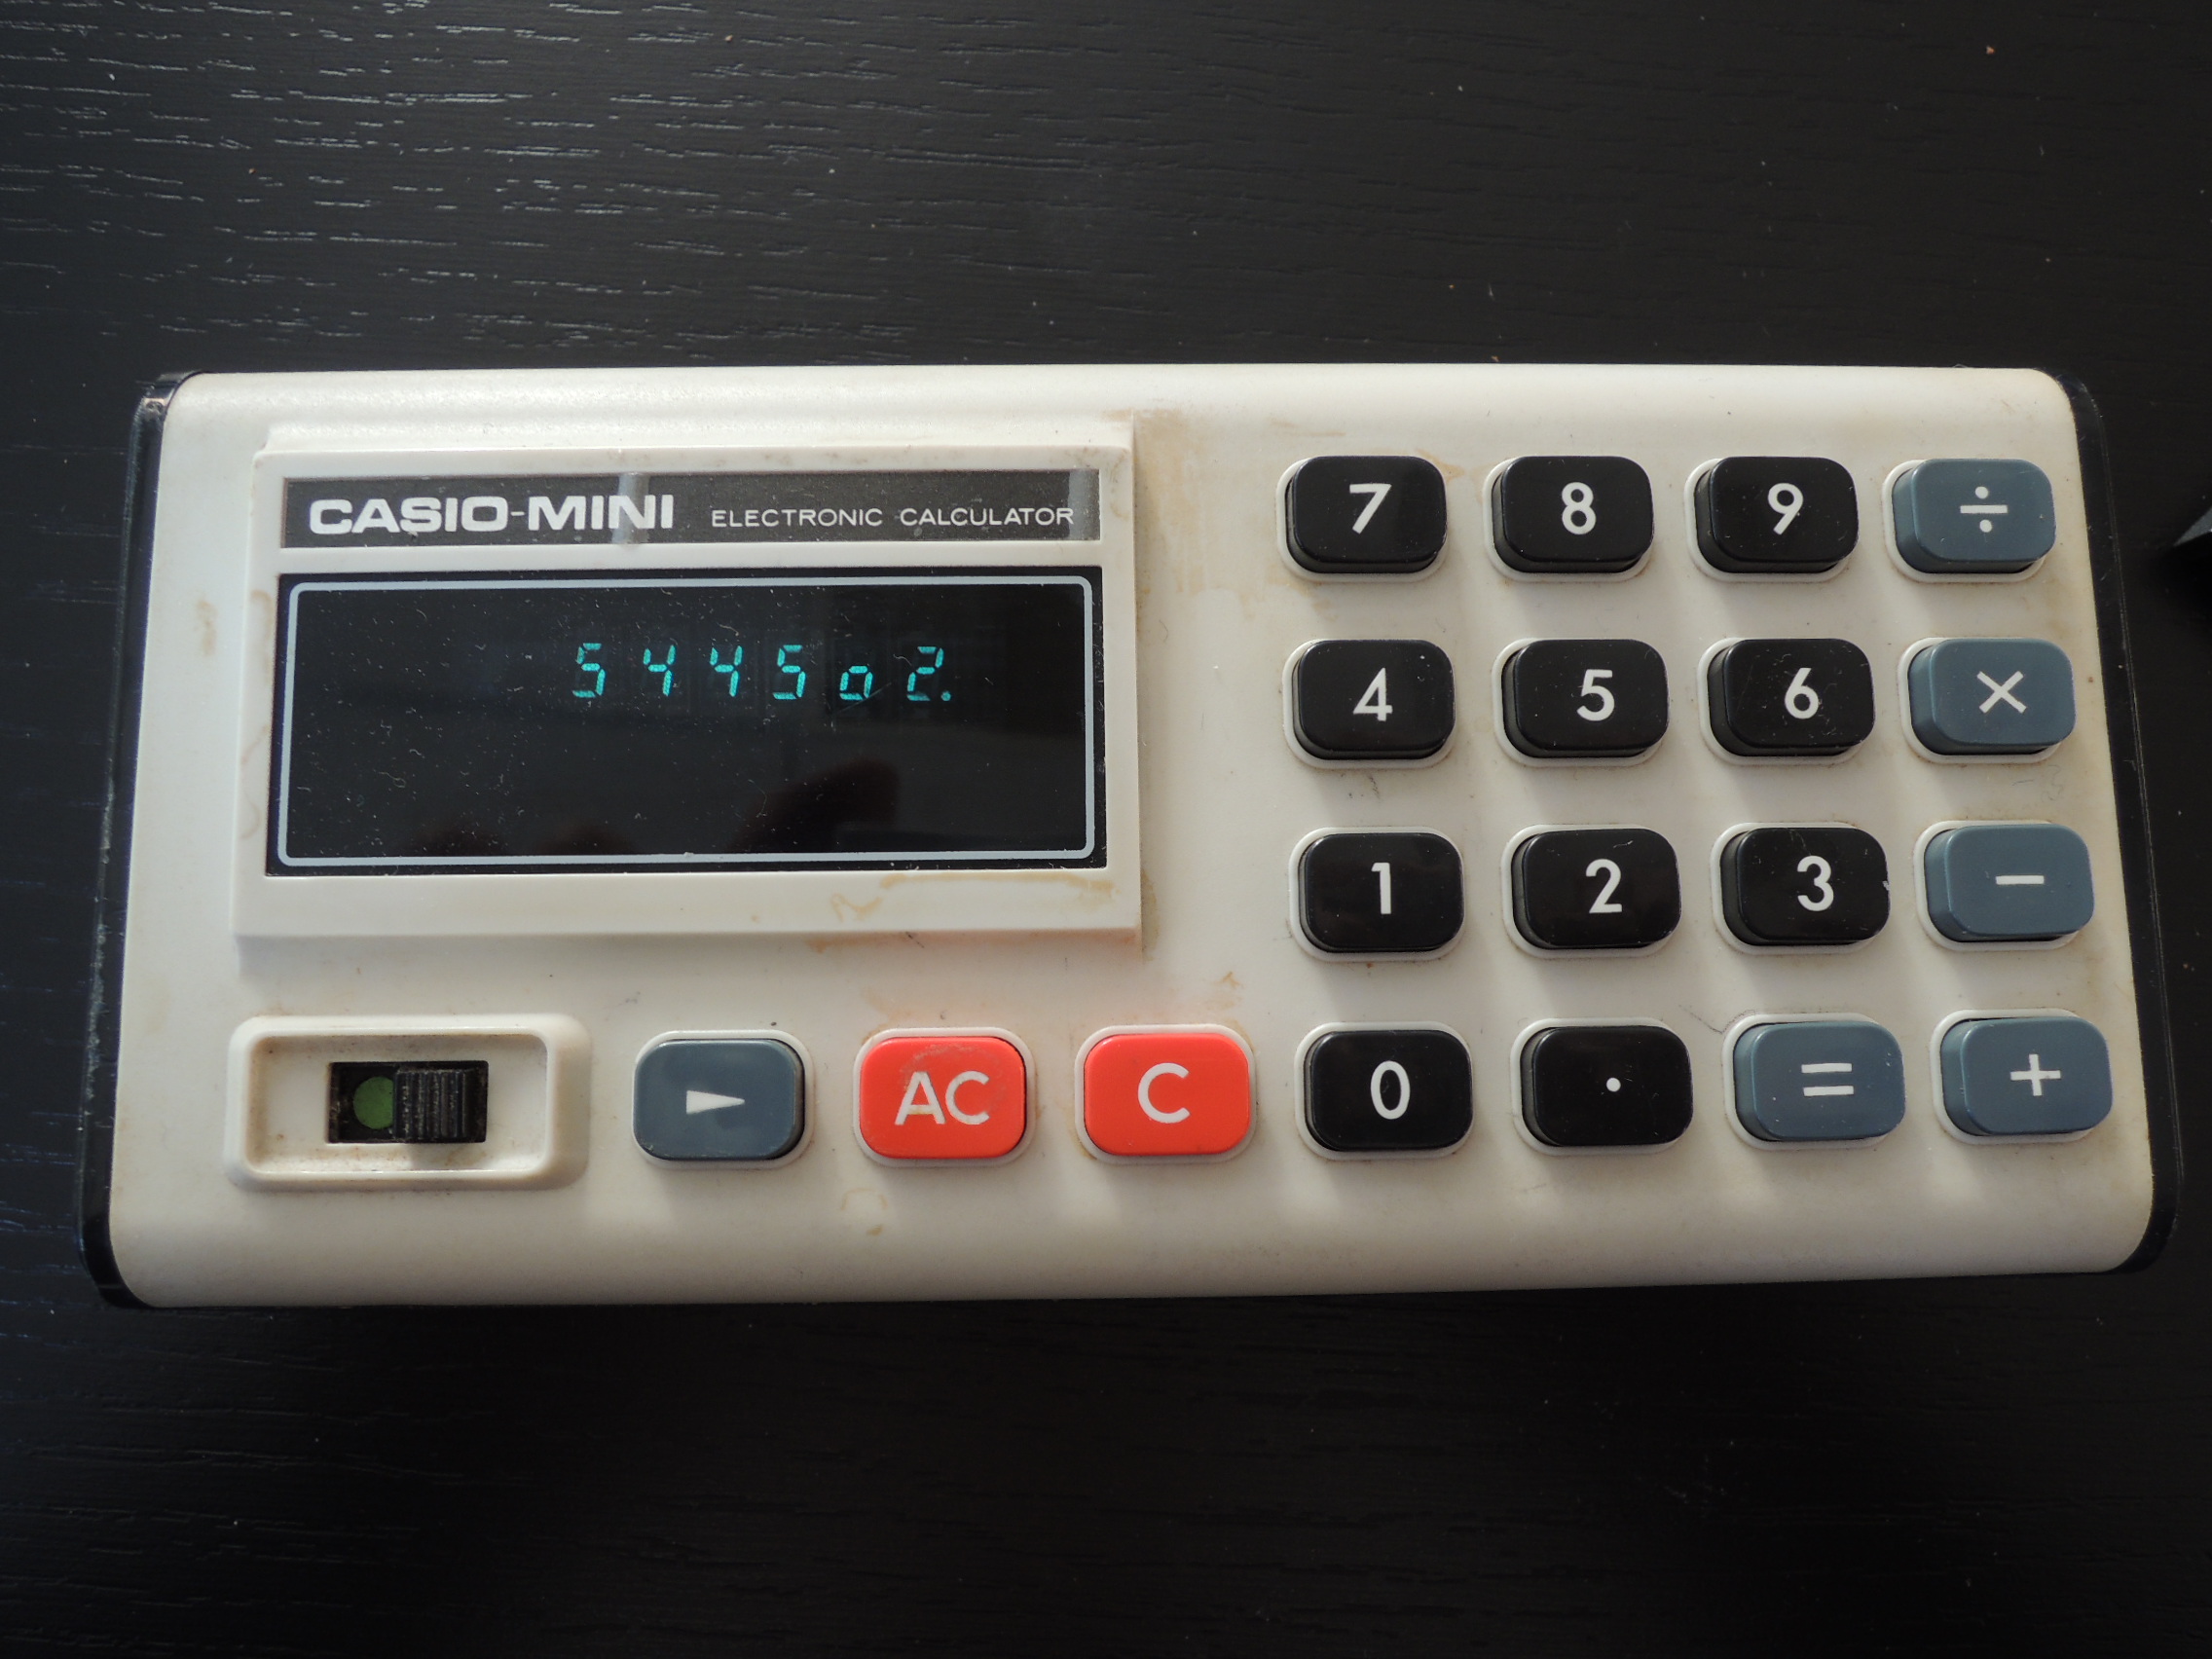 CASIO-MINI ELECTRONIC CALCULATOR
544502.
7 8 9 ÷
4 5 6 ×
1 2 3 −
► AC C 0 . = +